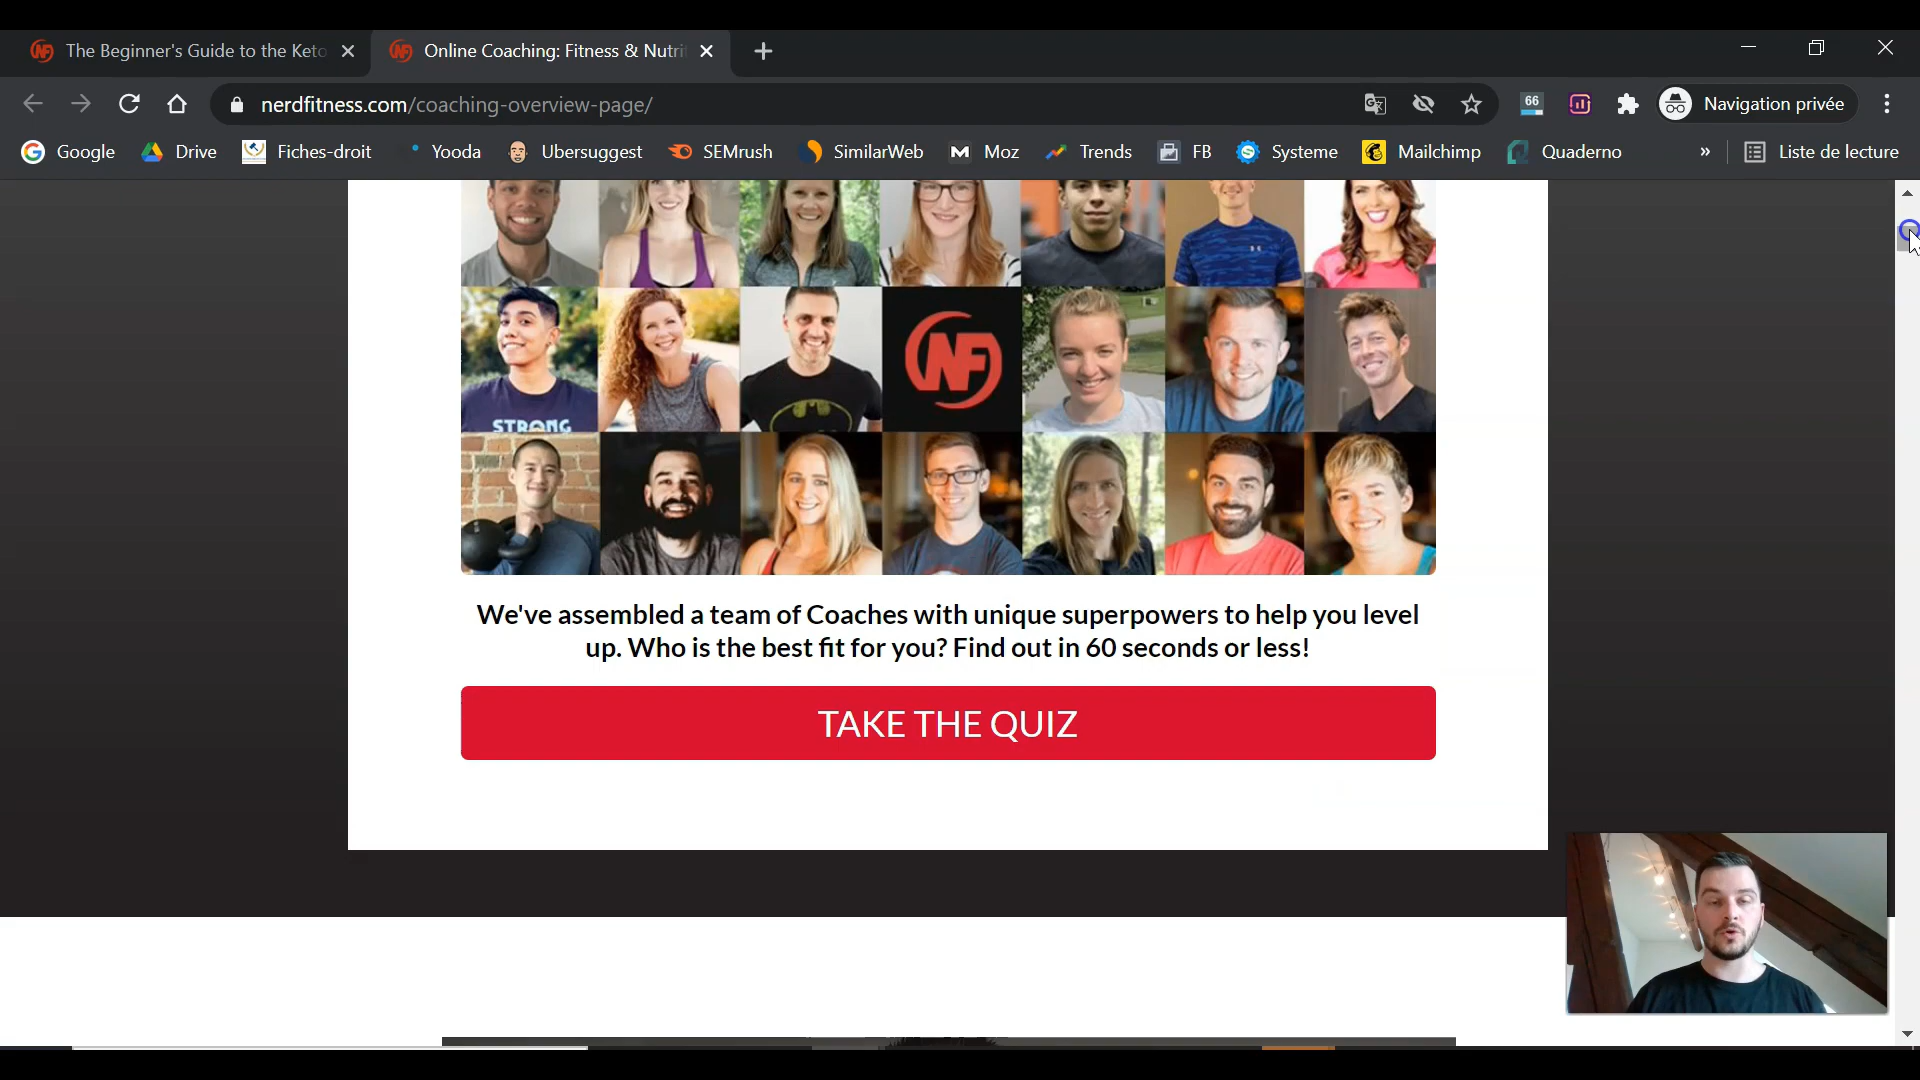 The Beginner's Guide to the Keto
Online Coaching: Fitness & Nutri
nerdfitness.com/coaching-overview-page/
66
Navigation privée
Google
Drive
Fiches-droit
Yooda
Ubersuggest
SEMrush
SimilarWeb
Moz
Trends
FB
Systeme
Mailchimp
Quaderno
»
Liste de lecture
NF
STRONG
We've assembled a team of Coaches with unique superpowers to help you level
up. Who is the best fit for you? Find out in 60 seconds or less!
TAKE THE QUIZ